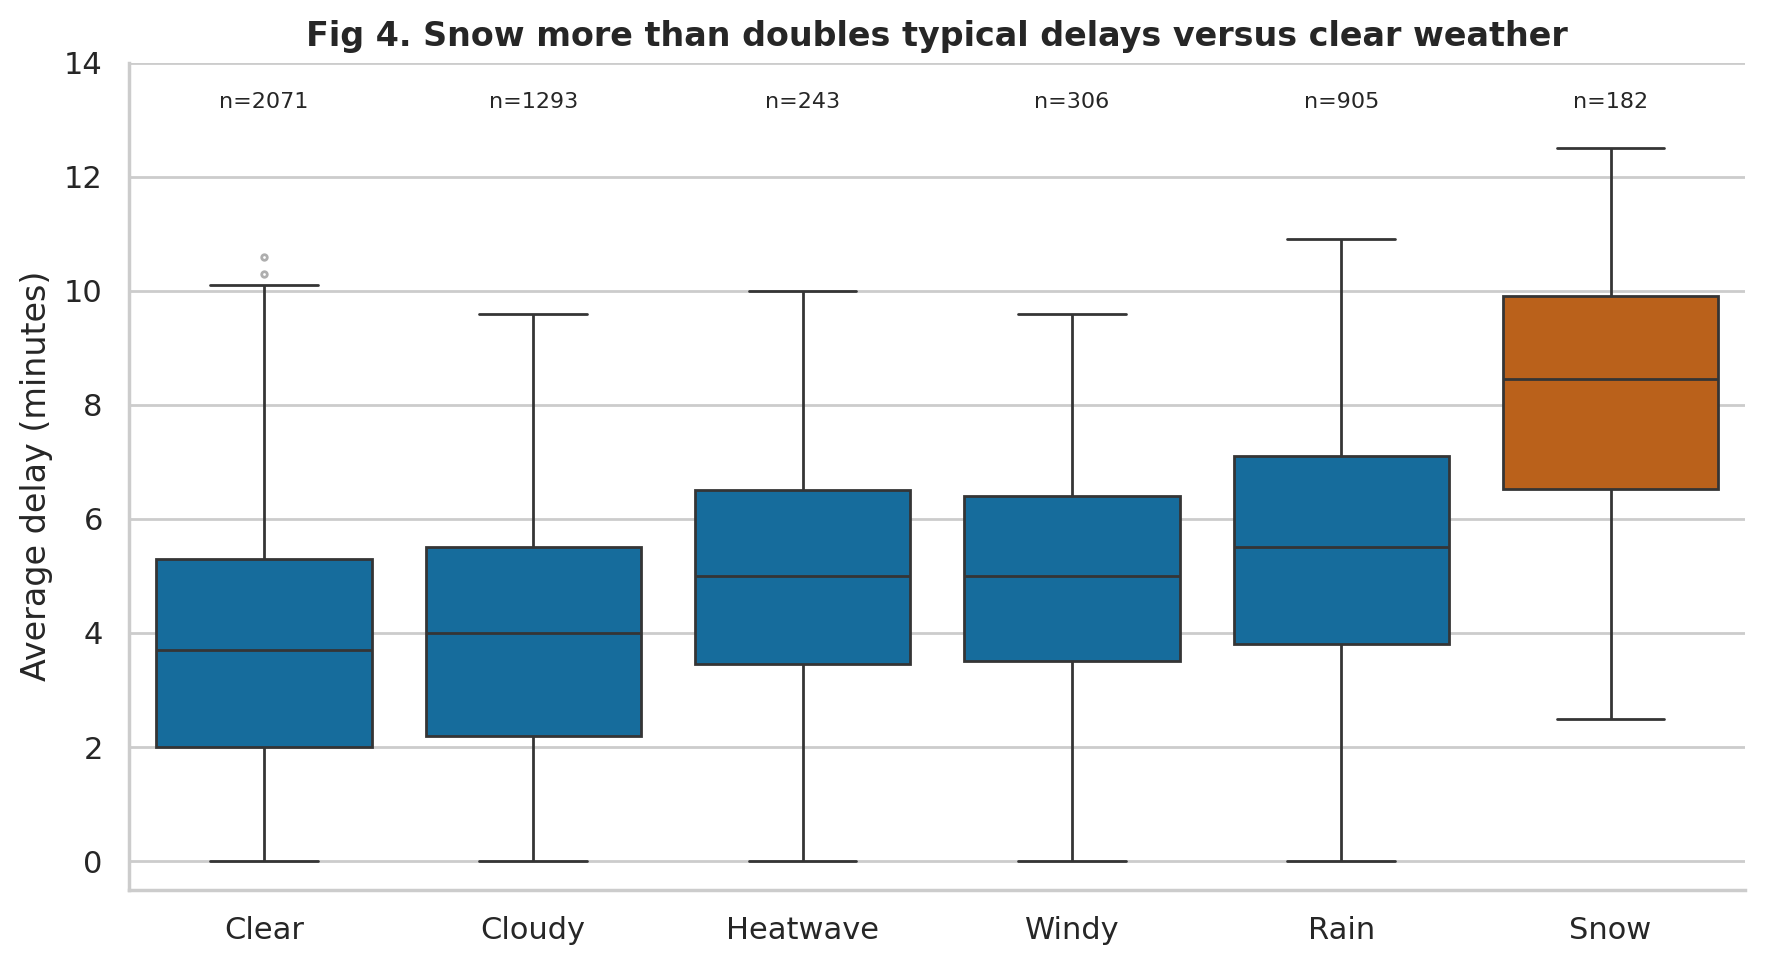 Fig 4. Snow more than doubles typical delays versus clear weather
14
12
10
8
6
4
2
0
Average delay (minutes)
n=2071 n=1293 n=243 n=306 n=905 n=182
Clear Cloudy Heatwave Windy Rain Snow